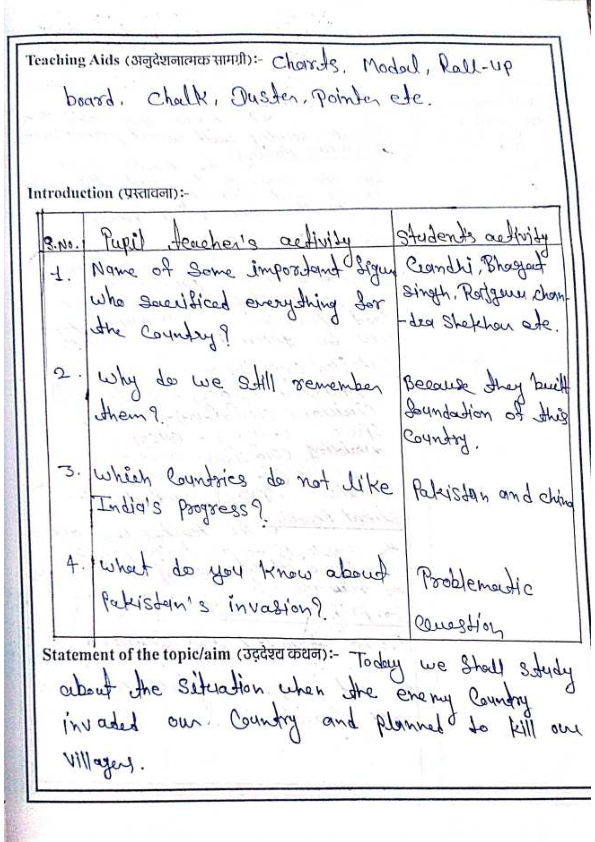 Teaching Aids (अनुदेशनात्मक सामग्री):- Charts, Model, Roll-up
board, Chalk, Duster, Pointer etc.
Introduction (प्रस्तावना):-
S.No. Pupil teacher's activity Students activity
1. Name of Some important figure Gandhi, Bhagat
who sacrificed everything for Singh, Rajguru, chan-
the Country? -dra Shekhar etc.
2. Why do we still remember Because they built
them? foundation of this
Country.
3. Which Countries do not like Pakistan and china
India's Progress?
4. What do you know about Problematic
Pakistan's invasion? Question
Statement of the topic/aim (उद्देश्य कथन):- Today we shall study
about the situation when the enemy Country
invaded our Country and planned to kill our
villagers.